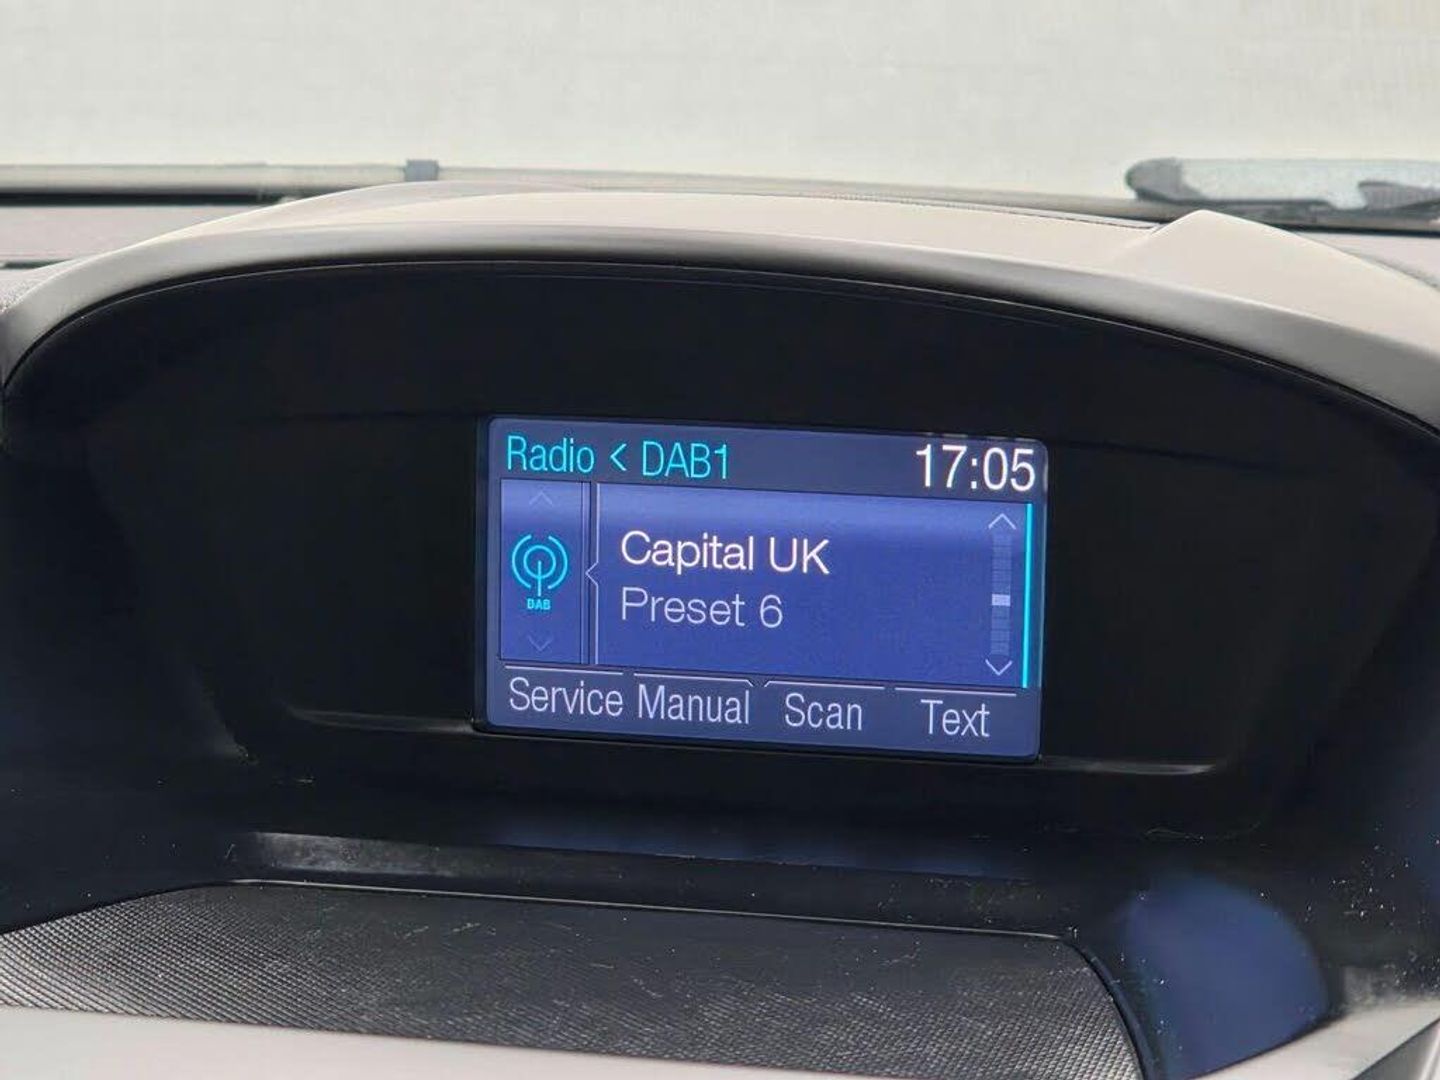 Radio < DAB1 17:05
Capital UK
DAB
Preset 6
Service Manual Scan Text